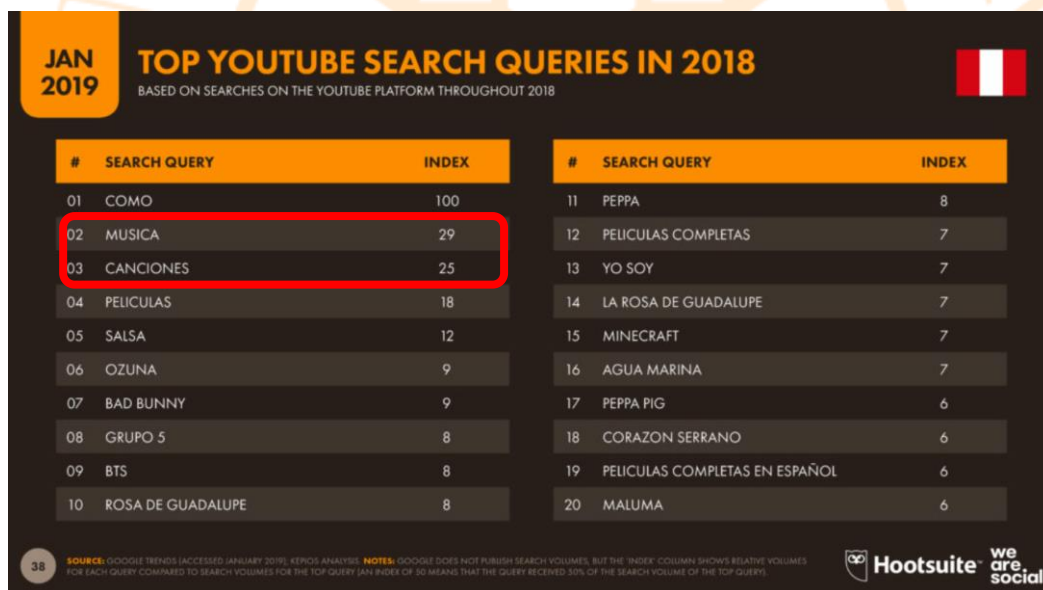 JAN
2019
TOP YOUTUBE SEARCH QUERIES IN 2018
BASED ON SEARCHES ON THE YOUTUBE PLATFORM THROUGHOUT 2018
# SEARCH QUERY INDEX
01 COMO 100
02 MUSICA 29
03 CANCIONES 25
04 PELICULAS 18
05 SALSA 12
06 OZUNA 9
07 BAD BUNNY 9
08 GRUPO 5 8
09 BTS 8
10 ROSA DE GUADALUPE 8
# SEARCH QUERY INDEX
11 PEPPA 8
12 PELICULAS COMPLETAS 7
13 YO SOY 7
14 LA ROSA DE GUADALUPE 7
15 MINECRAFT 7
16 AGUA MARINA 7
17 PEPPA PIG 6
18 CORAZON SERRANO 6
19 PELICULAS COMPLETAS EN ESPAÑOL 6
20 MALUMA 6
38
SOURCE: GOOGLE TRENDS (ACCESSED JANUARY 2019); KEPIOS ANALYSIS. NOTES: GOOGLE DOES NOT PUBLISH SEARCH VOLUMES, BUT THE 'INDEX' COLUMN SHOWS RELATIVE VOLUMES
FOR EACH QUERY COMPARED TO SEARCH VOLUMES FOR THE TOP QUERY (AN INDEX OF 50 MEANS THAT THE QUERY RECEIVED 50% OF THE SEARCH VOLUME OF THE TOP QUERY).
Hootsuite
we
are
social